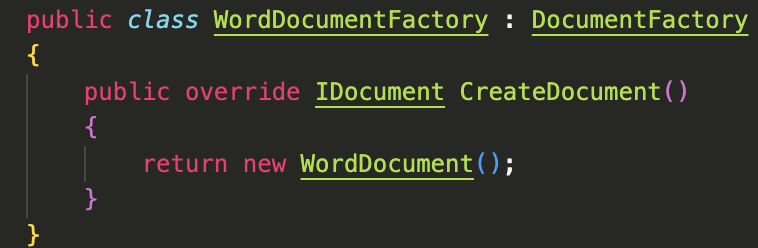 public class WordDocumentFactory : DocumentFactory
{
    public override IDocument CreateDocument()
    {
        return new WordDocument();
    }
}